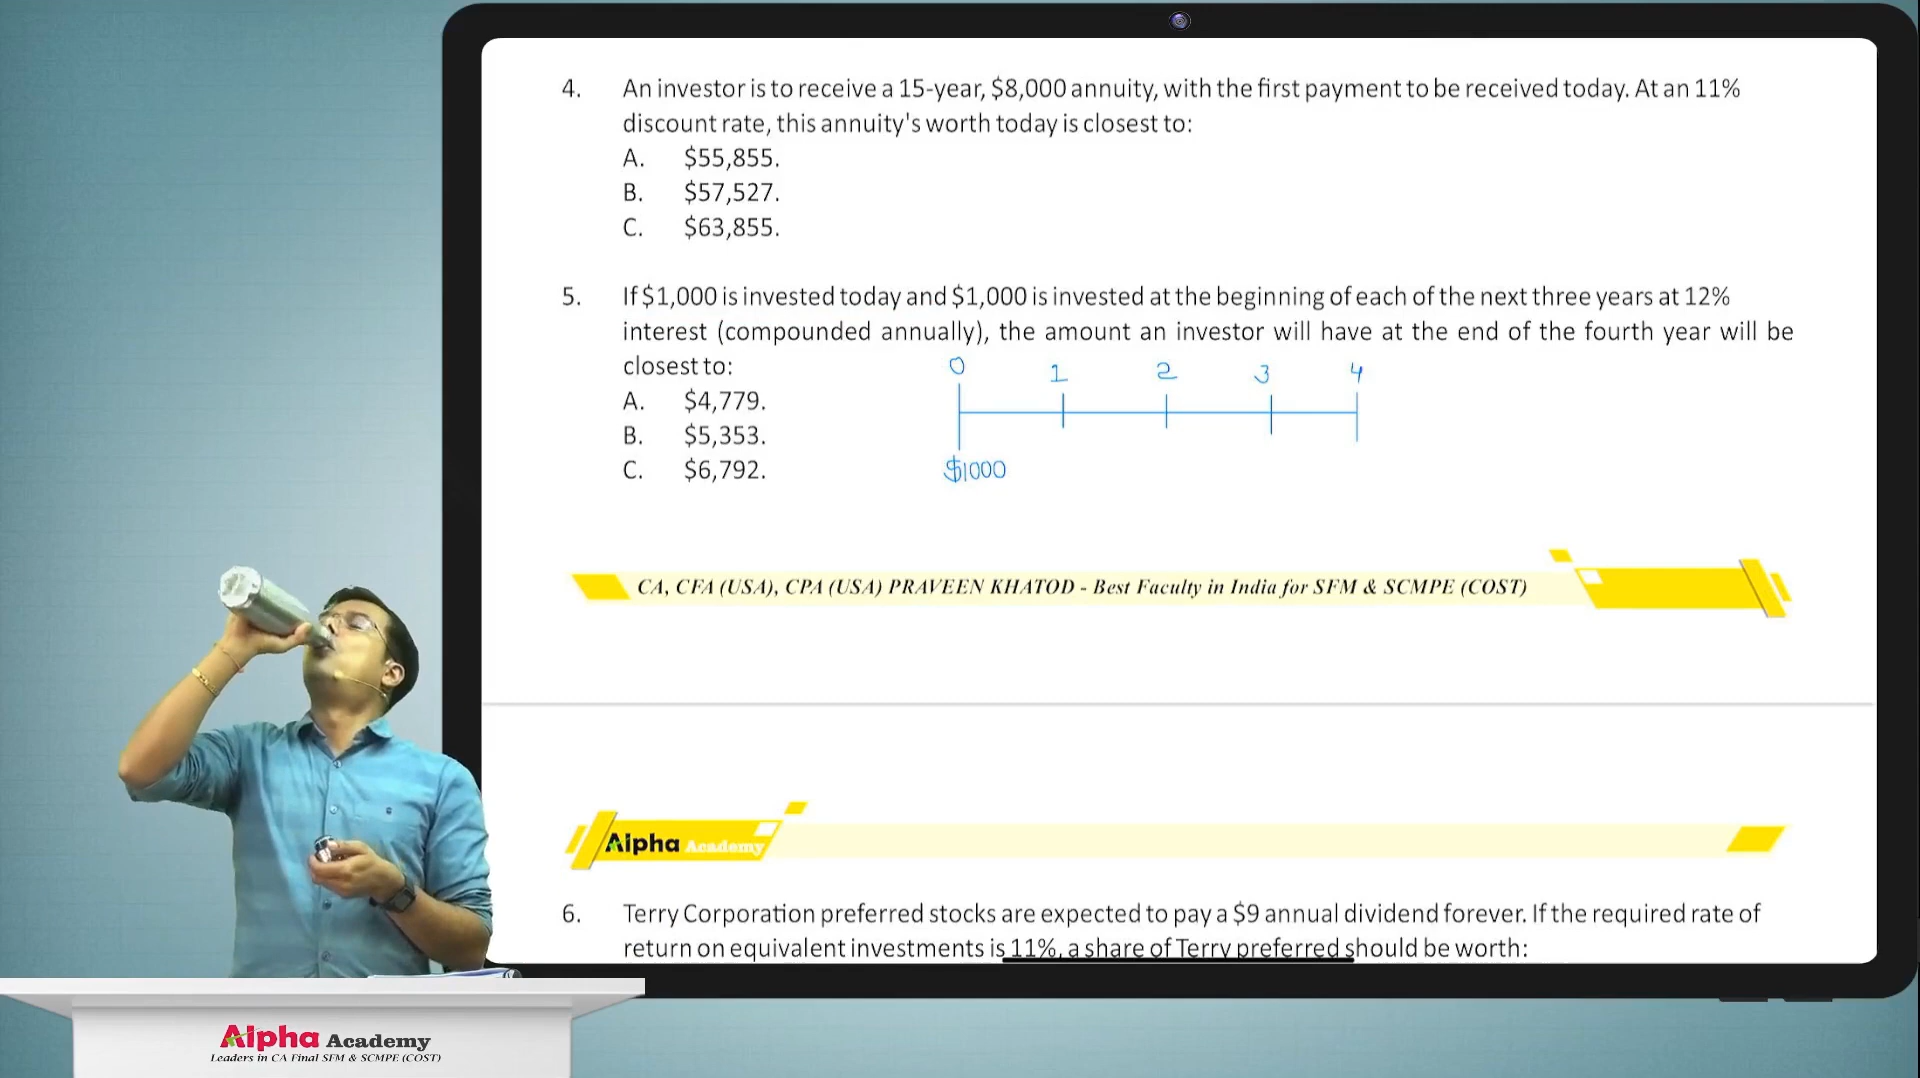 4. An investor is to receive a 15-year, $8,000 annuity, with the first payment to be received today. At an 11%
discount rate, this annuity's worth today is closest to:
A. $55,855.
B. $57,527.
C. $63,855.
5. If $1,000 is invested today and $1,000 is invested at the beginning of each of the next three years at 12%
interest (compounded annually), the amount an investor will have at the end of the fourth year will be
closest to:
0 1 2 3 4
A. $4,779.
B. $5,353.
C. $6,792.
$1000
CA, CFA (USA), CPA (USA) PRAVEEN KHATOD - Best Faculty in India for SFM & SCMPE (COST)
Alpha Academy
6. Terry Corporation preferred stocks are expected to pay a $9 annual dividend forever. If the required rate of
return on equivalent investments is 11%, a share of Terry preferred should be worth:
Alpha Academy
Leaders in CA Final SFM & SCMPE (COST)